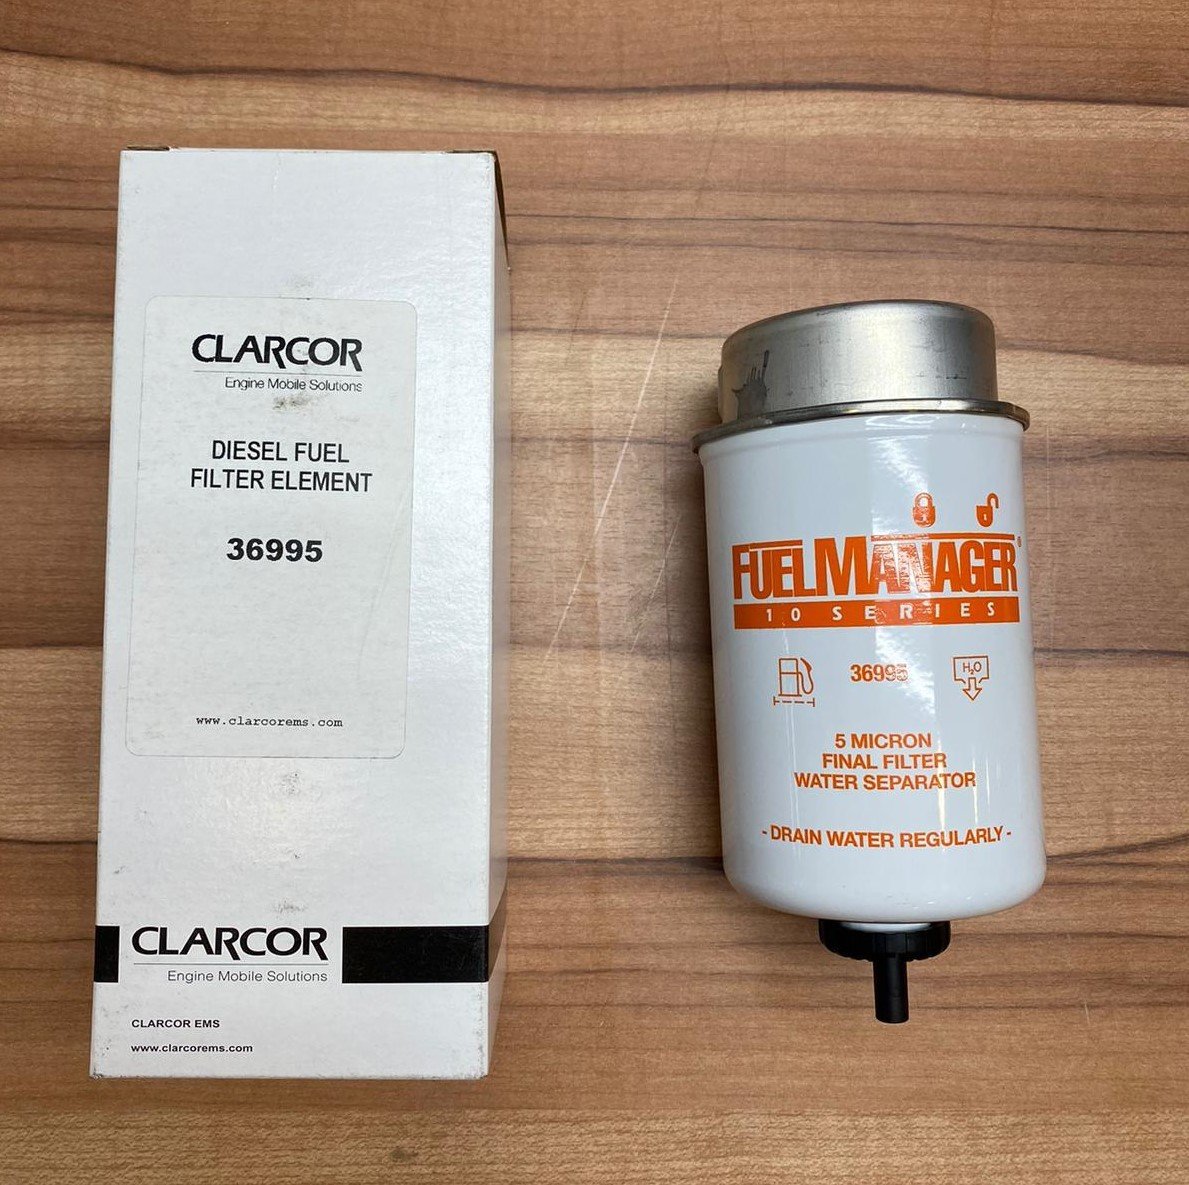 CLARCOR
Engine Mobile Solutions
DIESEL FUEL
FILTER ELEMENT
36995
www.clarcorems.com
CLARCOR
Engine Mobile Solutions
CLARCOR EMS
www.clarcorems.com
FUELMANAGER®
10 SERIES
36995
H₂O
5 MICRON
FINAL FILTER
WATER SEPARATOR
- DRAIN WATER REGULARLY -